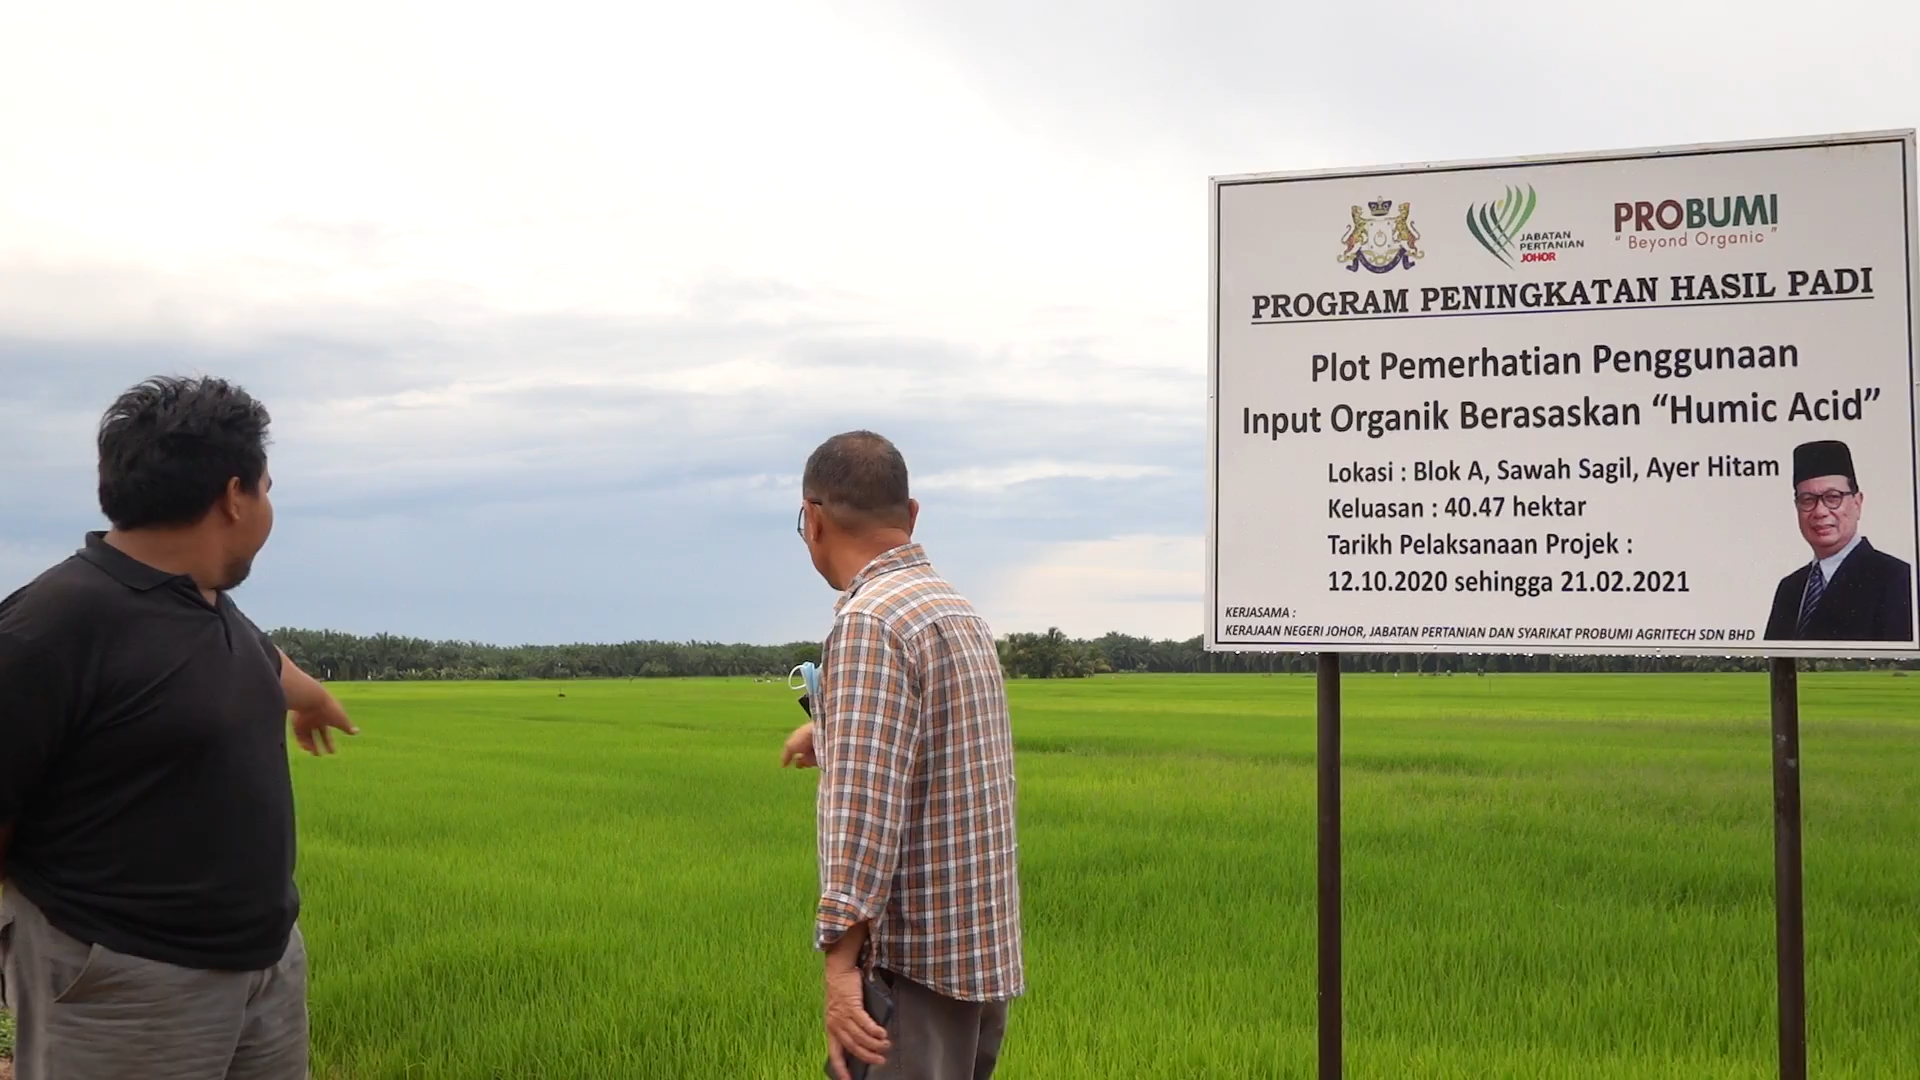 JABATAN
PERTANIAN
JOHOR
PROBUMI
" Beyond Organic "
PROGRAM PENINGKATAN HASIL PADI
Plot Pemerhatian Penggunaan
Input Organik Berasaskan “Humic Acid”
Lokasi : Blok A, Sawah Sagil, Ayer Hitam
Keluasan : 40.47 hektar
Tarikh Pelaksanaan Projek :
12.10.2020 sehingga 21.02.2021
KERJASAMA :
KERAJAAN NEGERI JOHOR, JABATAN PERTANIAN DAN SYARIKAT PROBUMI AGRITECH SDN BHD